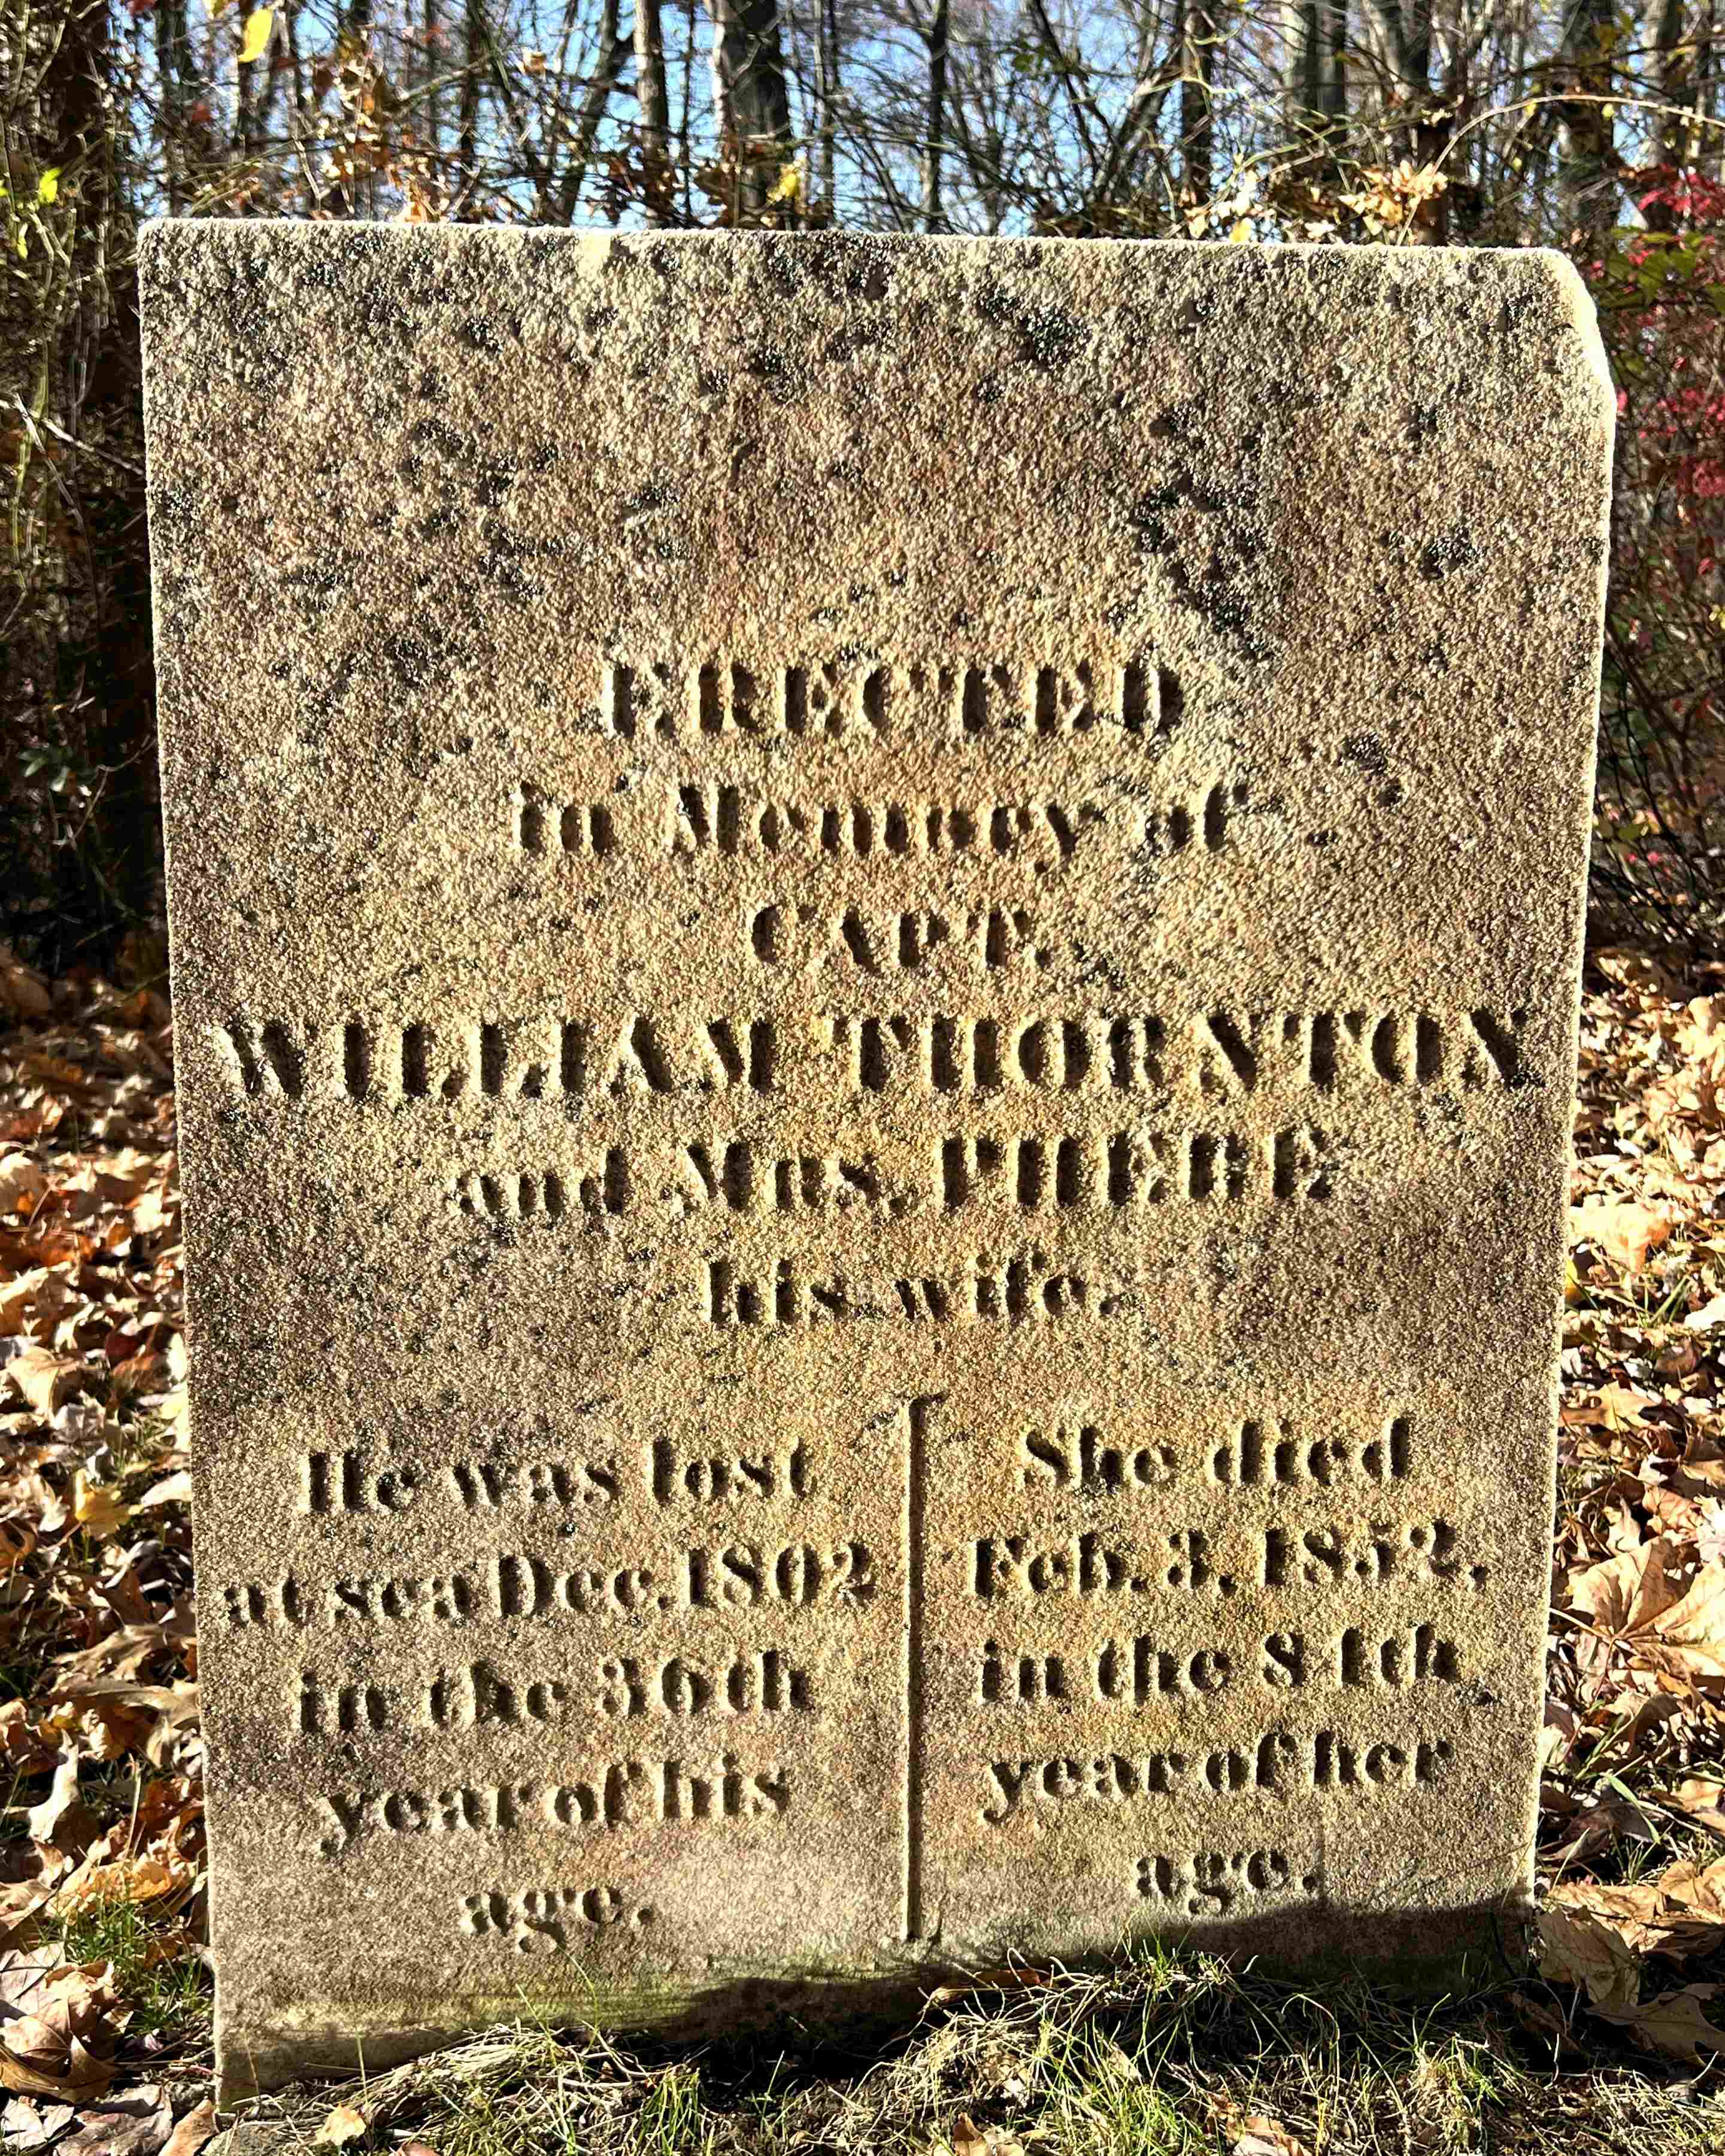 ERECTED
in Memory of
CAPT.
WILLIAM THORNTON
and Mrs. PHEBE
his wife.
He was lost
at sea Dec. 1802
in the 36th
year of his
age.
She died
Feb. 3, 1852,
in the 84th
year of her
age.